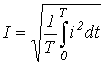 I = √(1/T ∫₀ᵀ i² dt)